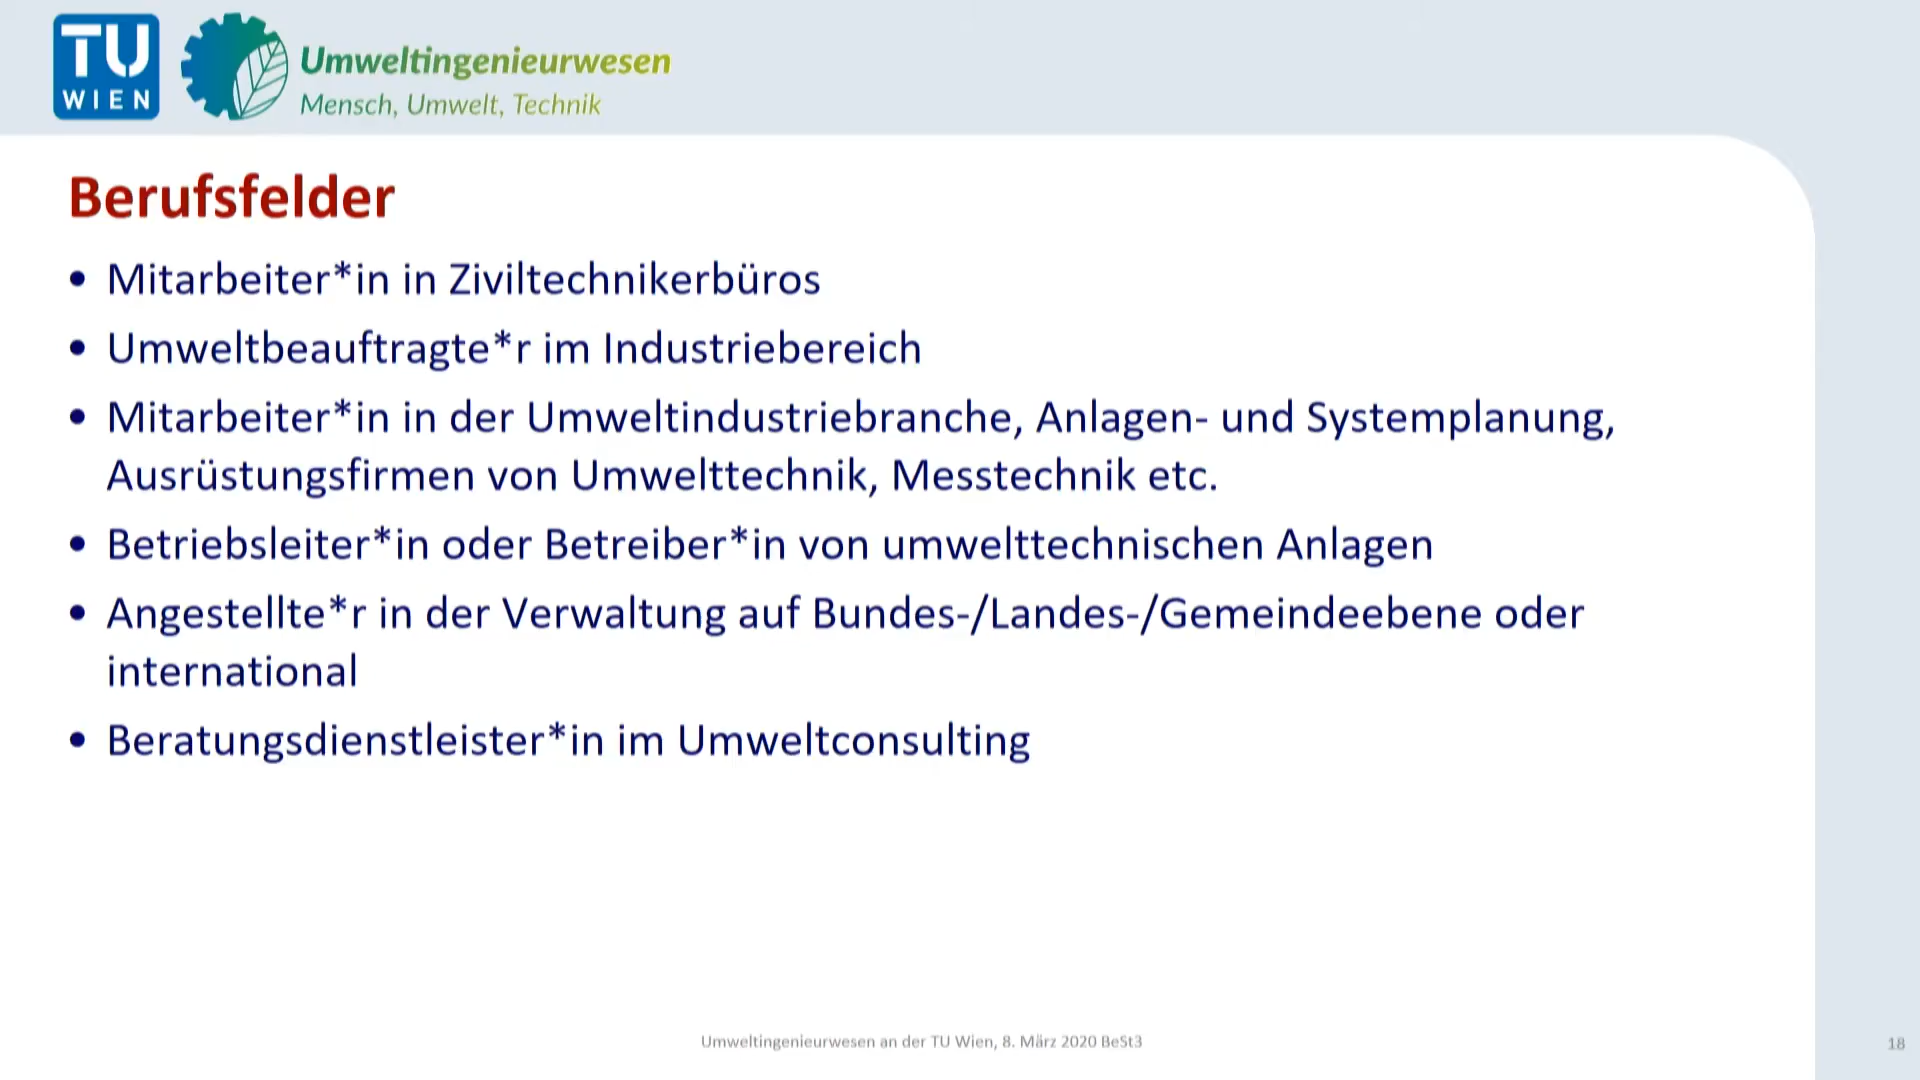 TU
WIEN
Umweltingenieurwesen
Mensch, Umwelt, Technik
Berufsfelder
• Mitarbeiter*in in Ziviltechnikerbüros
• Umweltbeauftragte*r im Industriebereich
• Mitarbeiter*in in der Umweltindustriebranche, Anlagen- und Systemplanung,
Ausrüstungsfirmen von Umwelttechnik, Messtechnik etc.
• Betriebsleiter*in oder Betreiber*in von umwelttechnischen Anlagen
• Angestellte*r in der Verwaltung auf Bundes-/Landes-/Gemeindeebene oder
international
• Beratungsdienstleister*in im Umweltconsulting
Umweltingenieurwesen an der TU Wien, 8. März 2020 BeSt3
18